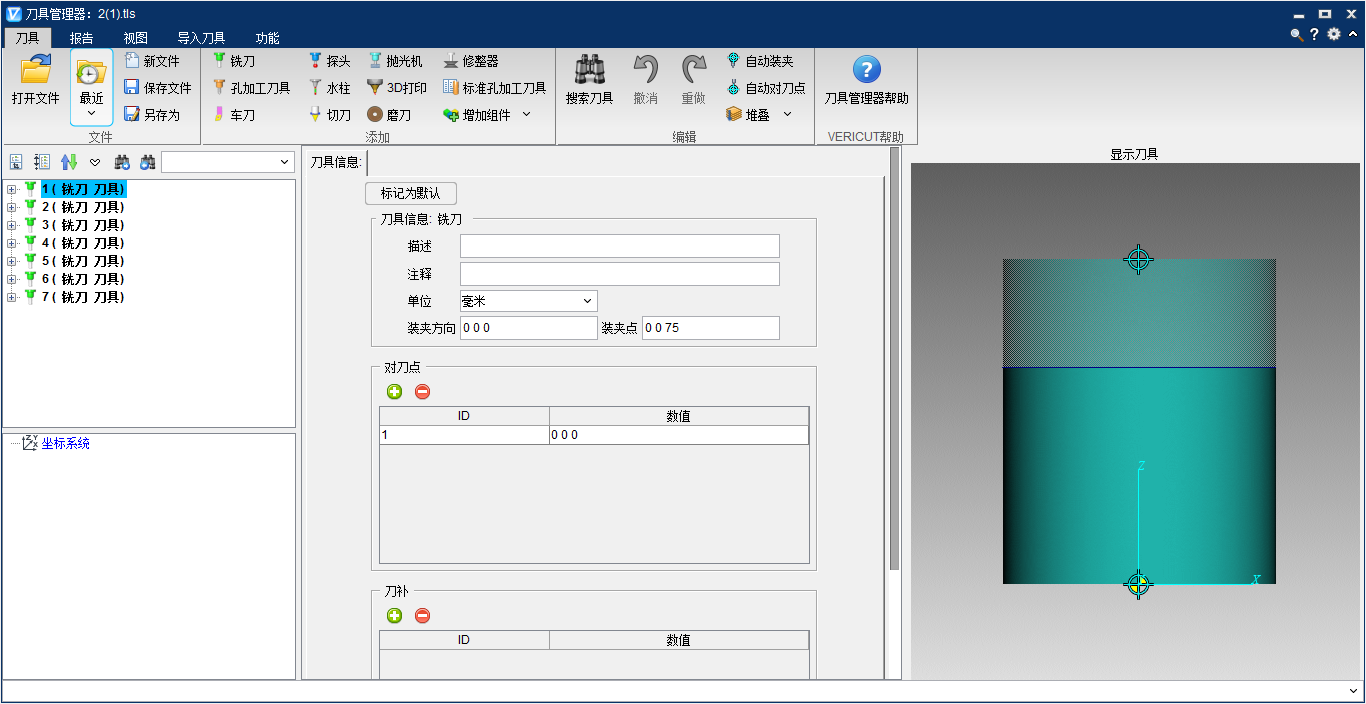 刀具管理器: 2(1).tls
刀具 报告 视图 导入刀具 功能
打开文件 最近 新文件 保存文件 另存为
文件
铣刀 探头 抛光机 修整器
孔加工刀具 水柱 3D打印 标准孔加工刀具
车刀 切刀 磨刀 增加组件
添加
搜索刀具 撤消 重做 自动装夹 自动对刀点 堆叠
编辑
刀具管理器帮助
VERICUT帮助
1 ( 铣刀 刀具)
2 ( 铣刀 刀具)
3 ( 铣刀 刀具)
4 ( 铣刀 刀具)
5 ( 铣刀 刀具)
6 ( 铣刀 刀具)
7 ( 铣刀 刀具)
坐标系统
刀具信息:
标记为默认
刀具信息: 铣刀
描述
注释
单位 毫米
装夹方向 0 0 0 装夹点 0 0 75
对刀点
ID 数值
1 0 0 0
刀补
ID 数值
显示刀具
Z
X